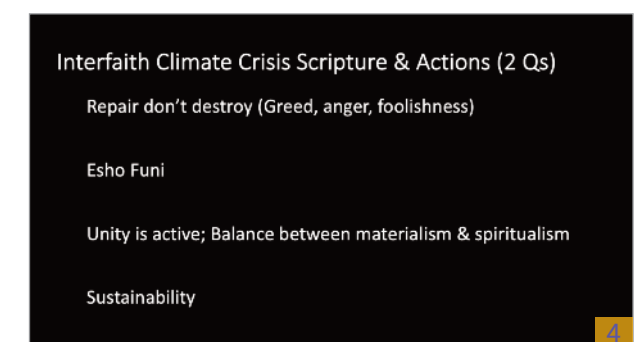 Interfaith Climate Crisis Scripture & Actions (2 Qs)
Repair don't destroy (Greed, anger, foolishness)
Esho Funi
Unity is active; Balance between materialism & spiritualism
Sustainability
4